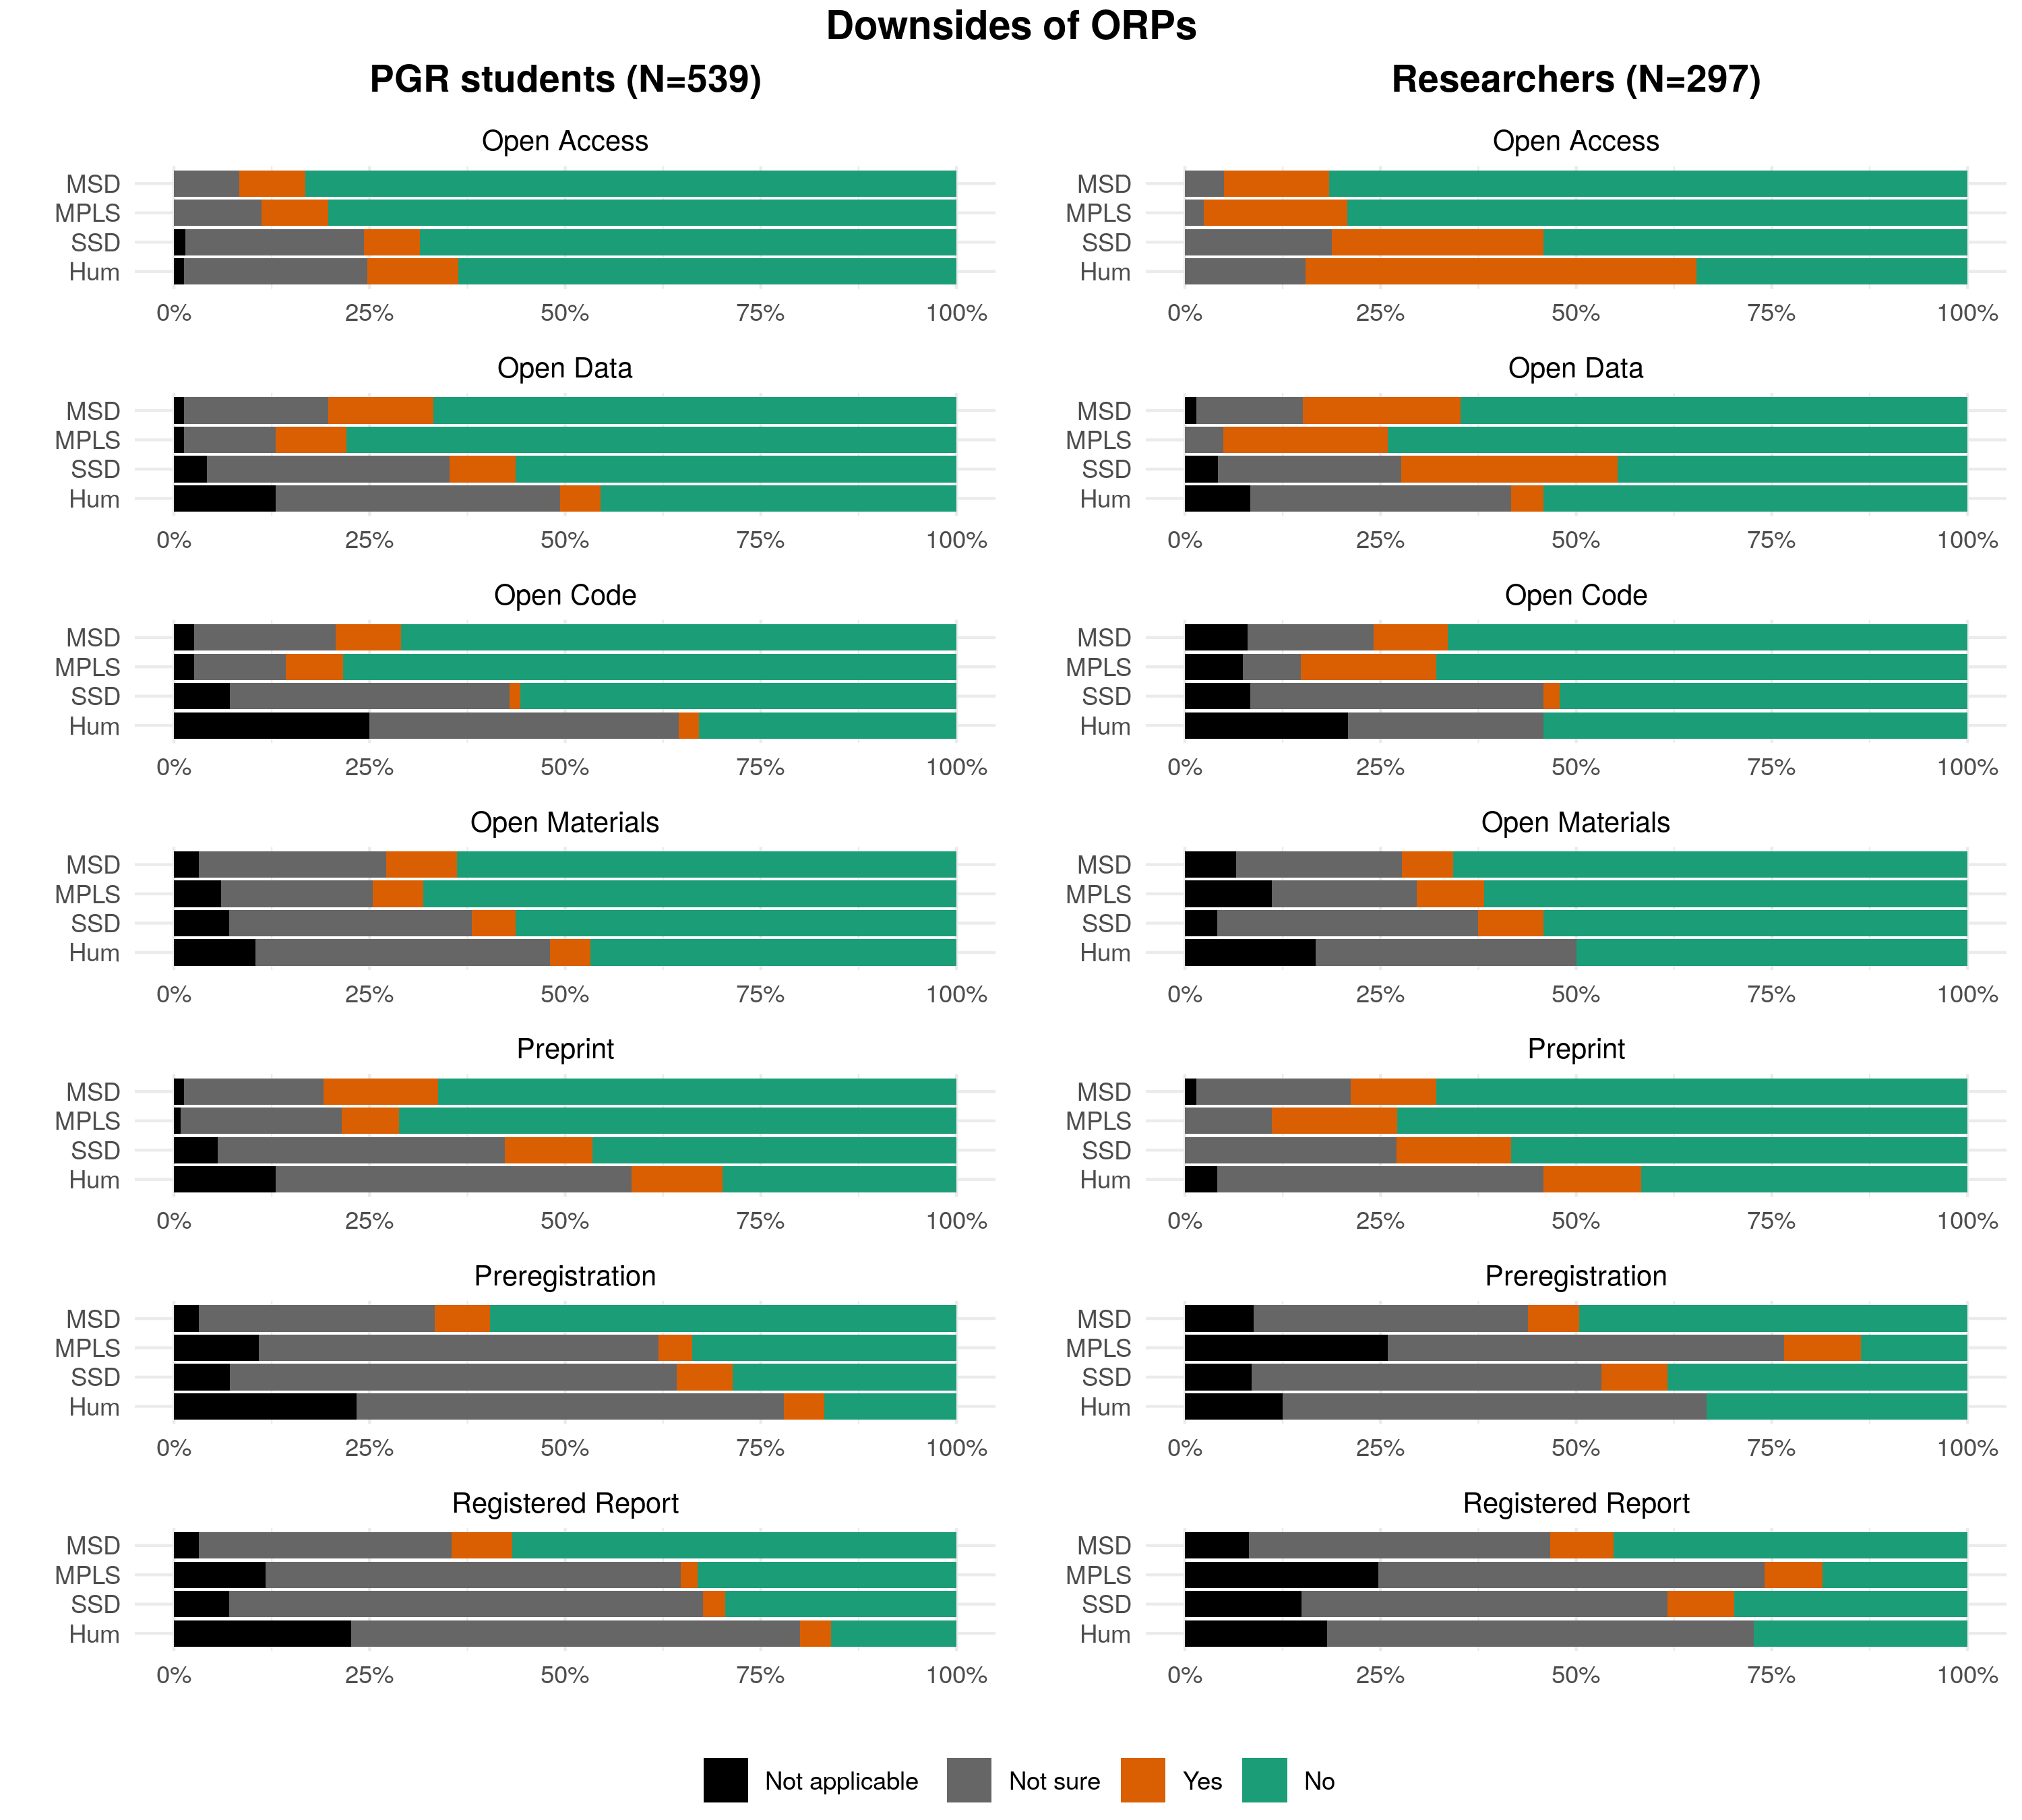 Downsides of ORPs
PGR students (N=539)
Researchers (N=297)
Open Access
MSD
MPLS
SSD
Hum
0% 25% 50% 75% 100%
Open Access
MSD
MPLS
SSD
Hum
0% 25% 50% 75% 100%
Open Data
MSD
MPLS
SSD
Hum
0% 25% 50% 75% 100%
Open Data
MSD
MPLS
SSD
Hum
0% 25% 50% 75% 100%
Open Code
MSD
MPLS
SSD
Hum
0% 25% 50% 75% 100%
Open Code
MSD
MPLS
SSD
Hum
0% 25% 50% 75% 100%
Open Materials
MSD
MPLS
SSD
Hum
0% 25% 50% 75% 100%
Open Materials
MSD
MPLS
SSD
Hum
0% 25% 50% 75% 100%
Preprint
MSD
MPLS
SSD
Hum
0% 25% 50% 75% 100%
Preprint
MSD
MPLS
SSD
Hum
0% 25% 50% 75% 100%
Preregistration
MSD
MPLS
SSD
Hum
0% 25% 50% 75% 100%
Preregistration
MSD
MPLS
SSD
Hum
0% 25% 50% 75% 100%
Registered Report
MSD
MPLS
SSD
Hum
0% 25% 50% 75% 100%
Registered Report
MSD
MPLS
SSD
Hum
0% 25% 50% 75% 100%
Not applicable Not sure Yes No